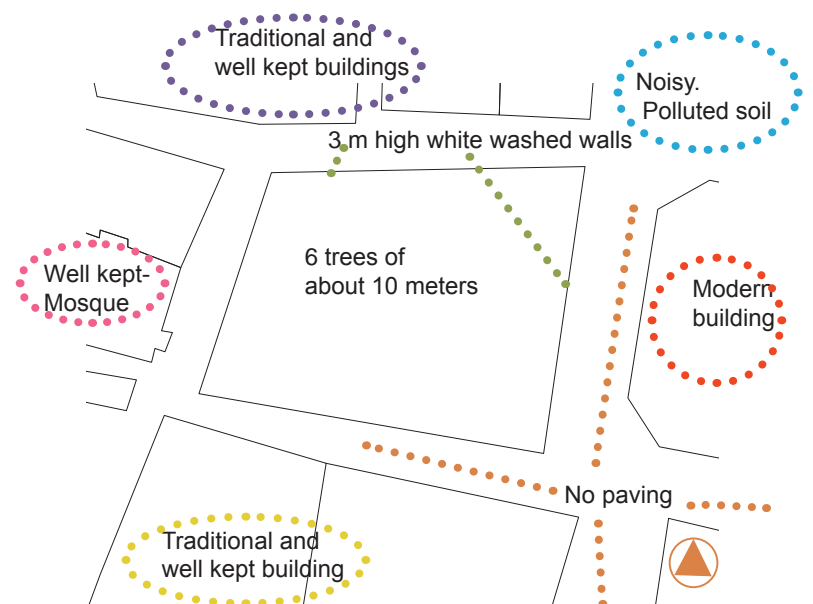 Traditional and
well kept buildings
Noisy.
Polluted soil
3 m high white washed walls
6 trees of
about 10 meters
Well kept-
Mosque
Modern
building
No paving
Traditional and
well kept building